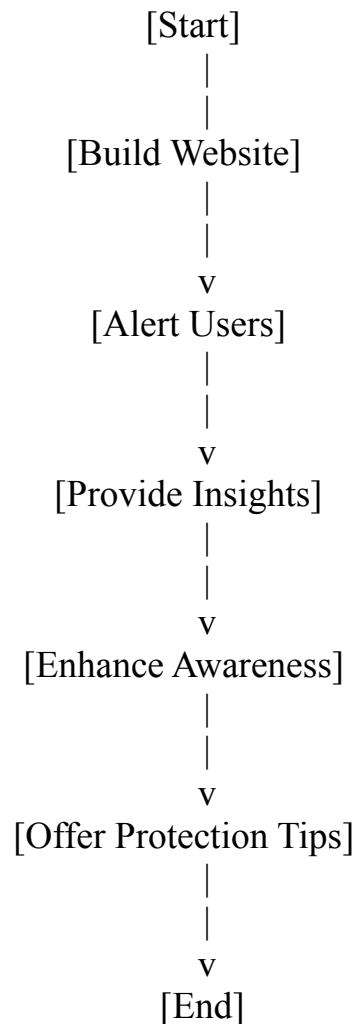 [Start]
|
|
[Build Website]
|
|
v
[Alert Users]
|
|
v
[Provide Insights]
|
|
v
[Enhance Awareness]
|
|
v
[Offer Protection Tips]
|
|
v
[End]